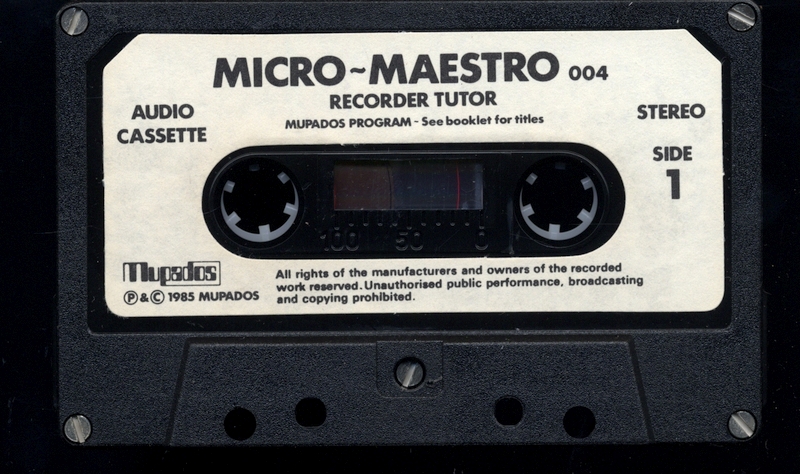 MICRO~MAESTRO 004
RECORDER TUTOR
MUPADOS PROGRAM - See booklet for titles
AUDIO
CASSETTE
STEREO
SIDE
1
100 50 0
Mupados
Ⓟ & © 1985 MUPADOS
All rights of the manufacturers and owners of the recorded
work reserved. Unauthorised public performance, broadcasting
and copying prohibited.